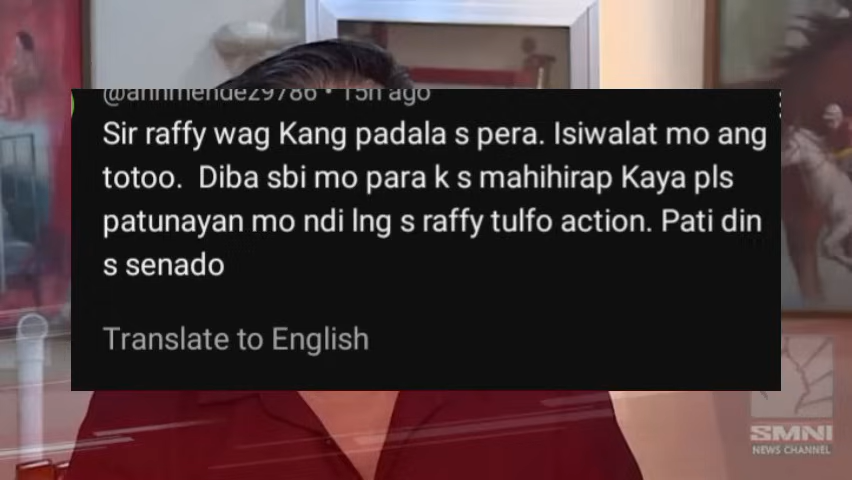 Sir raffy wag Kang padala s pera. Isiwalat mo ang
totoo. Diba sbi mo para k s mahihirap Kaya pls
patunayan mo ndi lng s raffy tulfo action. Pati din
s senado
Translate to English
SMNI
NEWS CHANNEL